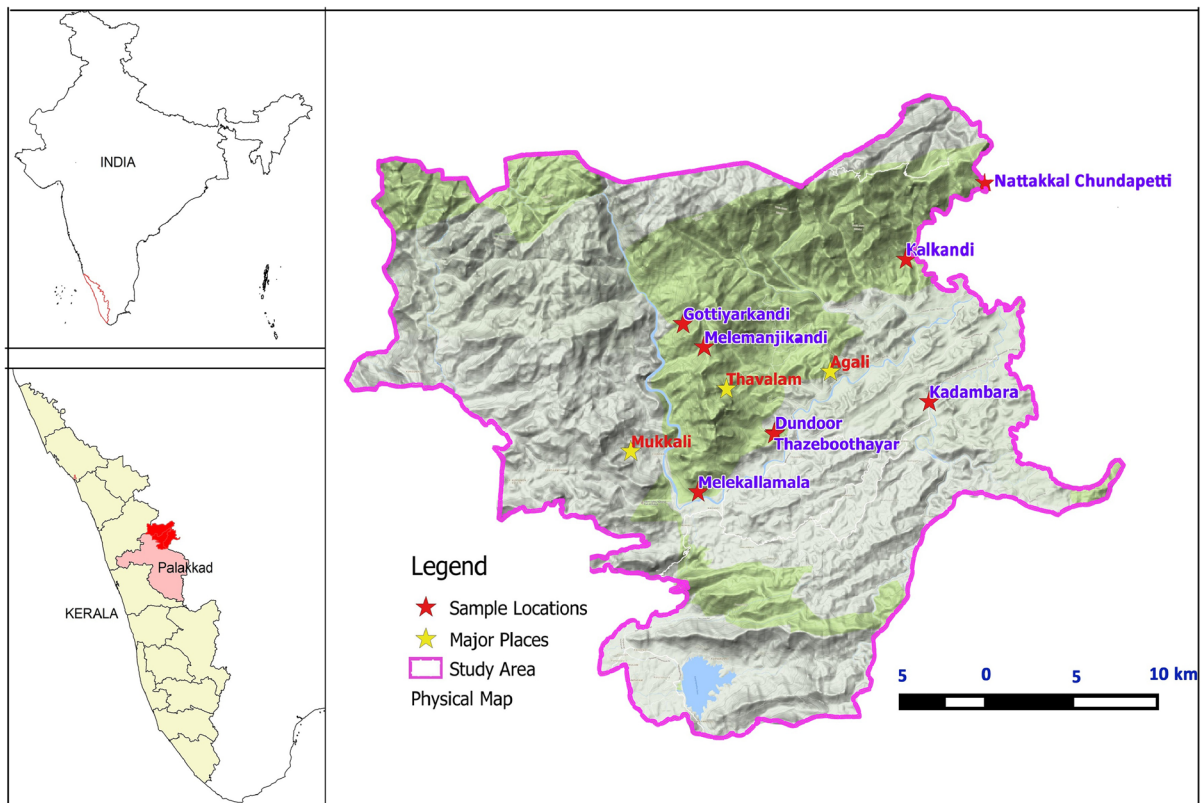 INDIA
KERALA
Palakkad
Nattakkal Chundapetti
Kalkandi
Gottiyarkandi
Melemanjikandi
Agali
Thavalam
Kadambara
Dundoor
Thazeboothayar
Mukkali
Melekallamala
Legend
Sample Locations
Major Places
Study Area
Physical Map
5 0 5 10 km